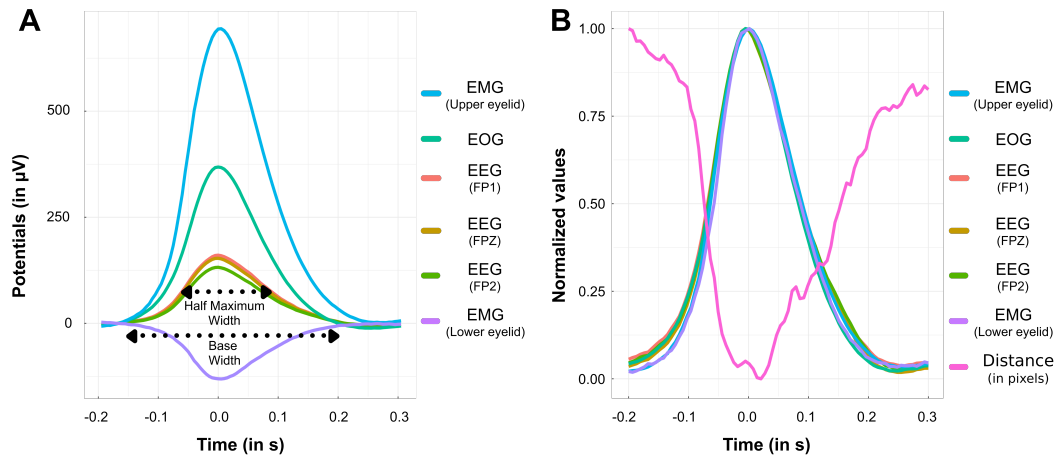 A
Potentials (in µV)
500
250
0
-0.2
-0.1
0.0
0.1
0.2
0.3
Time (in s)
Half Maximum
Width
Base
Width
EMG
(Upper eyelid)
EOG
EEG
(FP1)
EEG
(FPZ)
EEG
(FP2)
EMG
(Lower eyelid)
B
Normalized values
1.00
0.75
0.50
0.25
0.00
-0.2
-0.1
0.0
0.1
0.2
0.3
Time (in s)
EMG
(Upper eyelid)
EOG
EEG
(FP1)
EEG
(FPZ)
EEG
(FP2)
EMG
(Lower eyelid)
Distance
(in pixels)